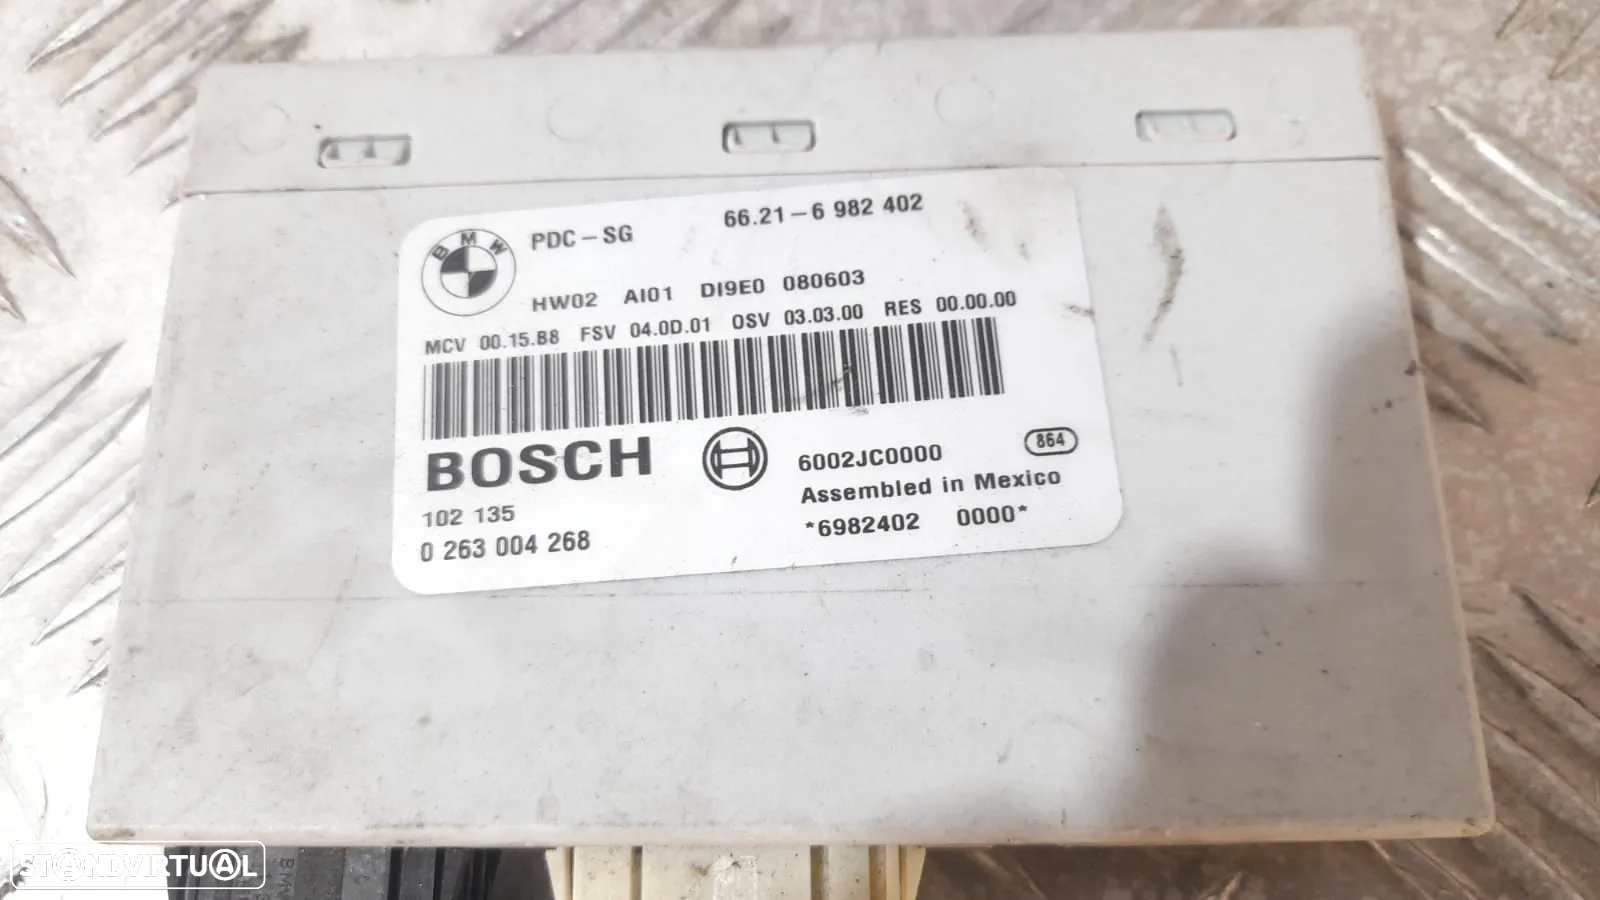 BMW
PDC-SG 66.21-6 982 402
HW02 AI01 DI9E0 080603
MCV 00.15.B8 FSV 04.0D.01 OSV 03.03.00 RES 00.00.00
BOSCH
6002JC0000 864
Assembled in Mexico
102 135
*6982402 0000*
0 263 004 268
STANDVIRTUAL